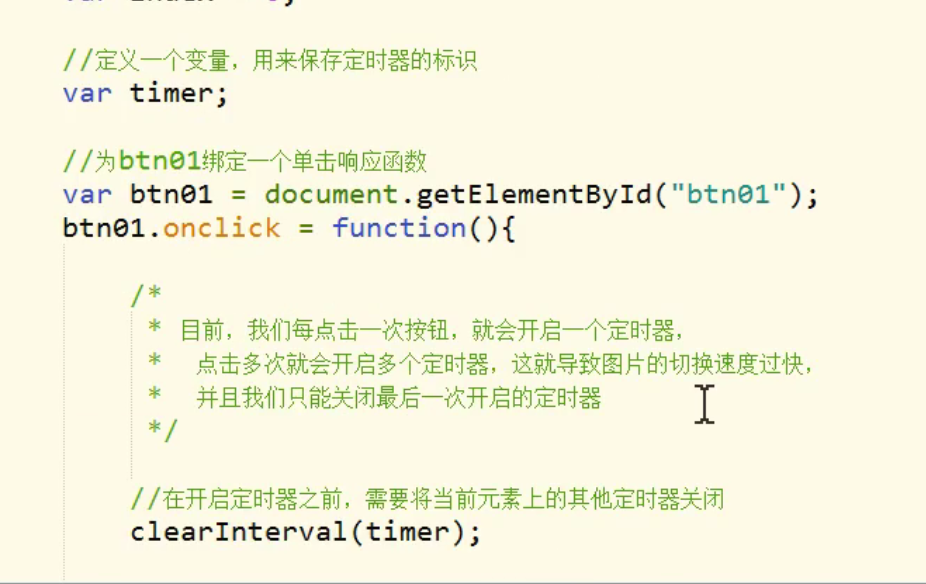 //定义一个变量，用来保存定时器的标识
var timer;
//为btn01绑定一个单击响应函数
var btn01 = document.getElementById("btn01");
btn01.onclick = function(){
/*
* 目前，我们每点击一次按钮，就会开启一个定时器，
* 点击多次就会开启多个定时器，这就导致图片的切换速度过快，
* 并且我们只能关闭最后一次开启的定时器
*/
//在开启定时器之前，需要将当前元素上的其他定时器关闭
clearInterval(timer);